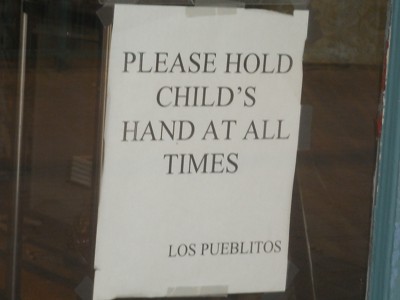 PLEASE HOLD
CHILD'S
HAND AT ALL
TIMES
LOS PUEBLITOS